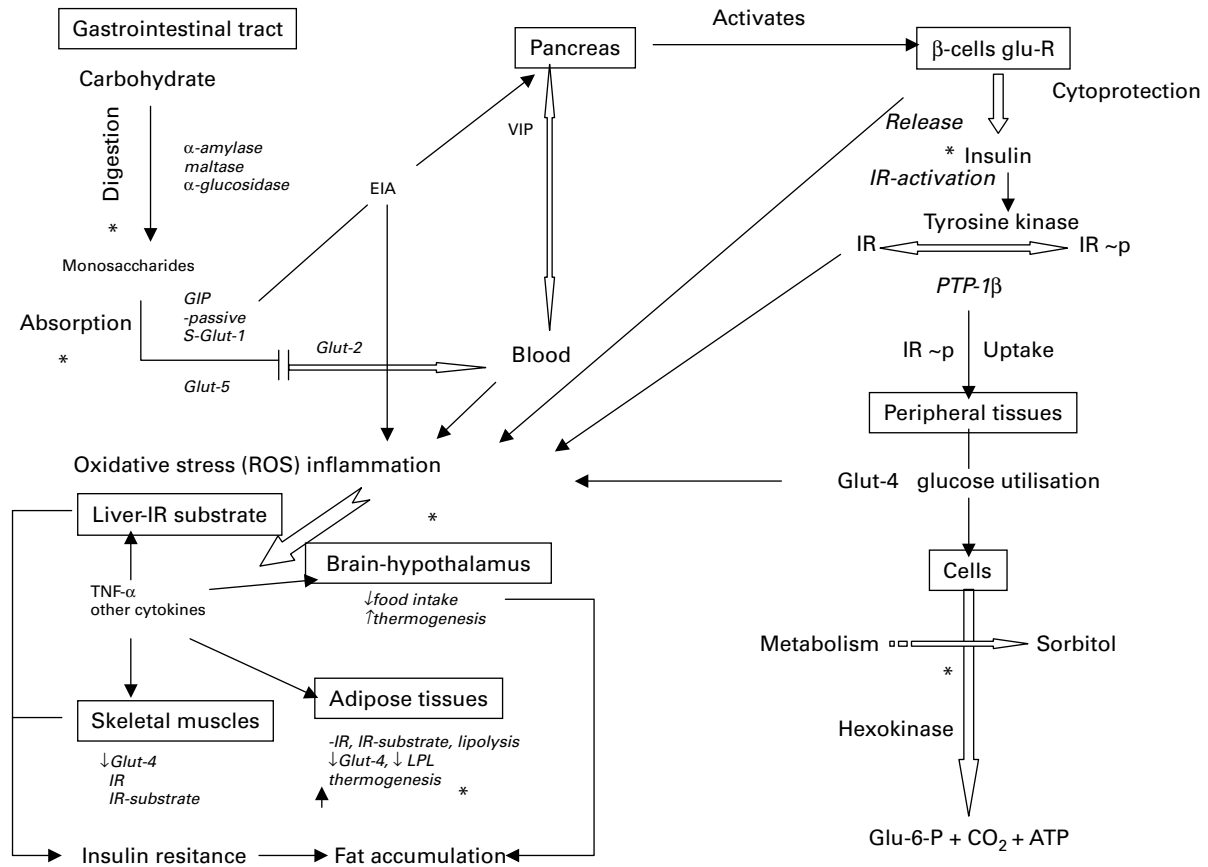 Gastrointestinal tract
Carbohydrate
Digestion
α-amylase
maltase
α-glucosidase
*
Monosaccharides
Absorption
*
GIP
-passive
S-Glut-1
Glut-5
Glut-2
EIA
Pancreas
VIP
Blood
Activates
β-cells glu-R
Cytoprotection
Release
* Insulin
IR-activation
Tyrosine kinase
IR
IR ~p
PTP-1β
IR ~p
Uptake
Peripheral tissues
Glut-4 glucose utilisation
Cells
Metabolism
Sorbitol
*
Hexokinase
Glu-6-P + CO₂ + ATP
Oxidative stress (ROS) inflammation
*
Liver-IR substrate
Brain-hypothalamus
↓food intake
↑thermogenesis
TNF-α
other cytokines
Skeletal muscles
↓Glut-4
IR
IR-substrate
Adipose tissues
-IR, IR-substrate, lipolysis
↓Glut-4, ↓ LPL
thermogenesis
*
Insulin resitance
Fat accumulation